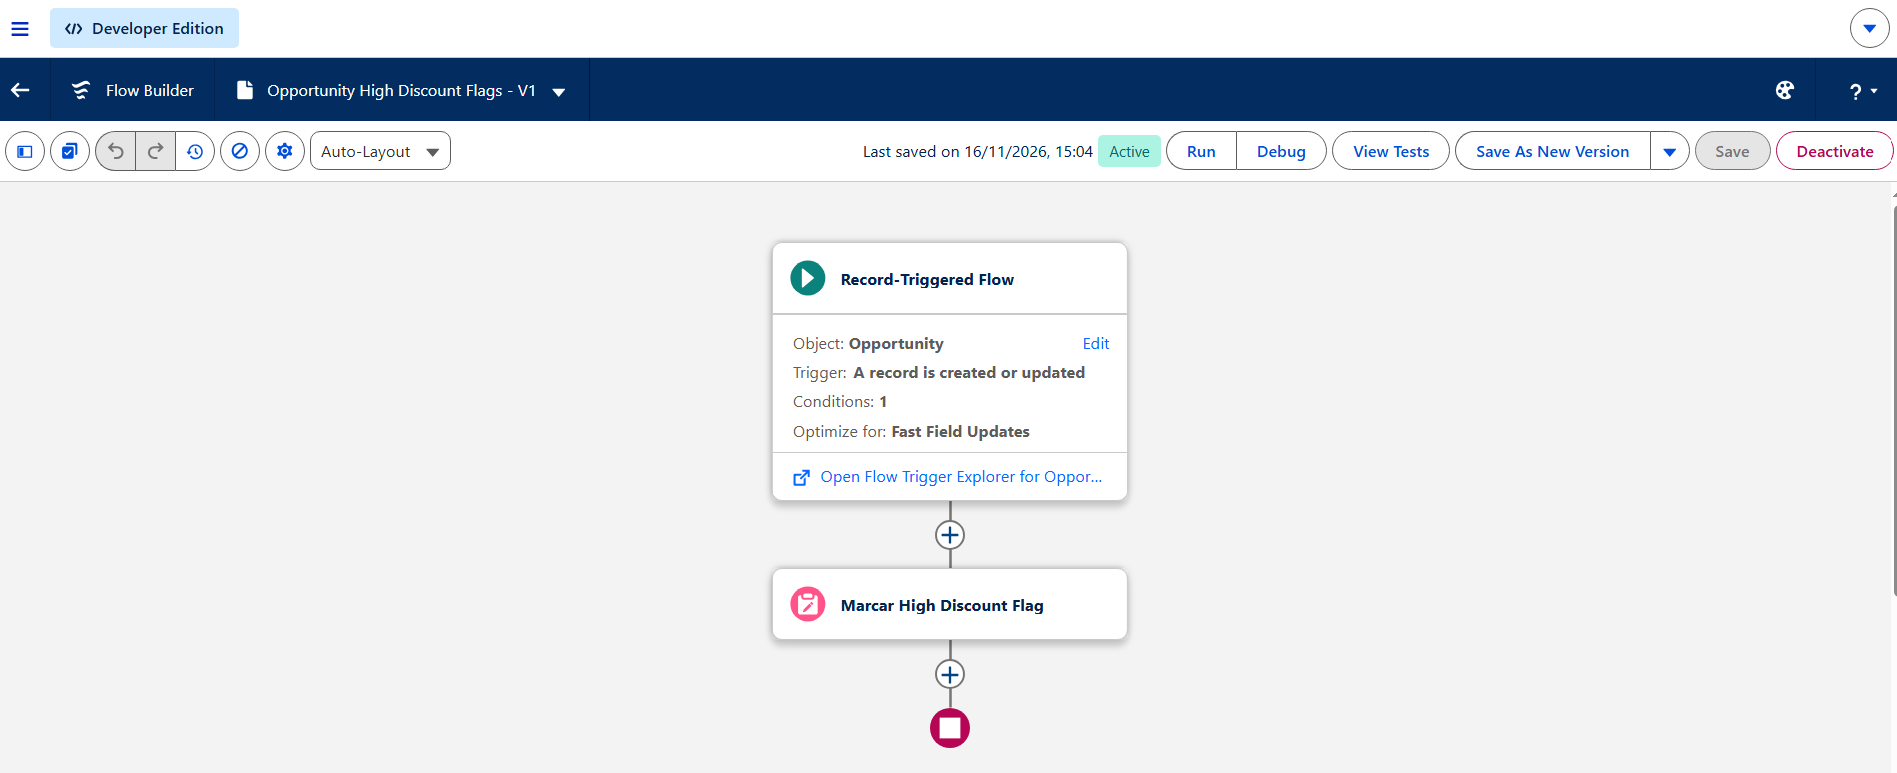 Developer Edition
Flow Builder
Opportunity High Discount Flags - V1
?
Auto-Layout
Last saved on 16/11/2026, 15:04
Active
Run
Debug
View Tests
Save As New Version
Save
Deactivate
Record-Triggered Flow
Object: Opportunity
Edit
Trigger: A record is created or updated
Conditions: 1
Optimize for: Fast Field Updates
Open Flow Trigger Explorer for Oppor...
Marcar High Discount Flag